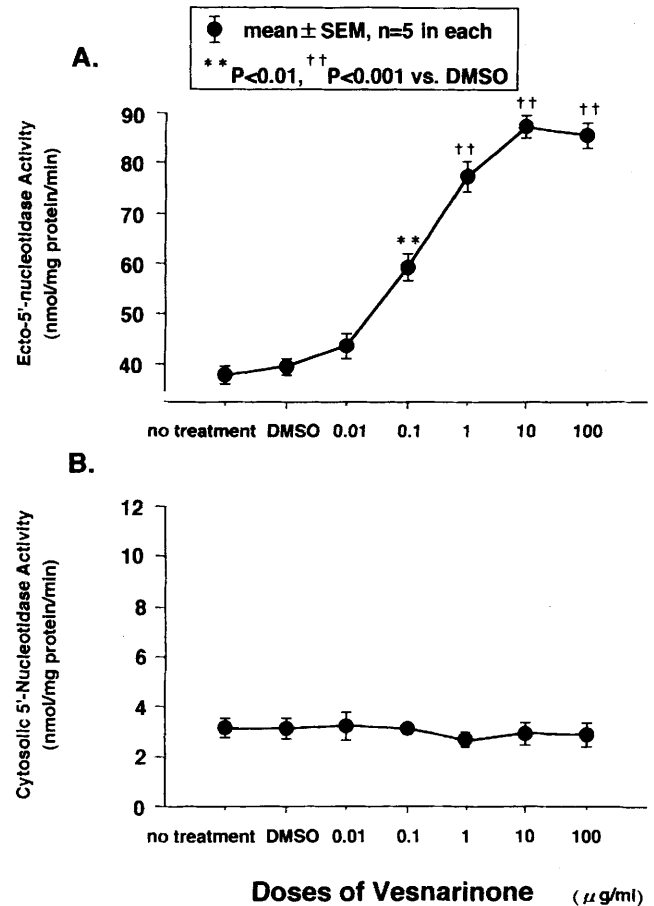 mean ± SEM, n=5 in each
**P<0.01, ††P<0.001 vs. DMSO
A.
Ecto-5'-nucleotidase Activity
(nmol/mg protein/min)
90
80
70
60
50
40
**
††
††
††
no treatment DMSO 0.01 0.1 1 10 100
B.
Cytosolic 5'-Nucleotidase Activity
(nmol/mg protein/min)
12
10
8
6
4
2
0
no treatment DMSO 0.01 0.1 1 10 100
Doses of Vesnarinone (μg/ml)